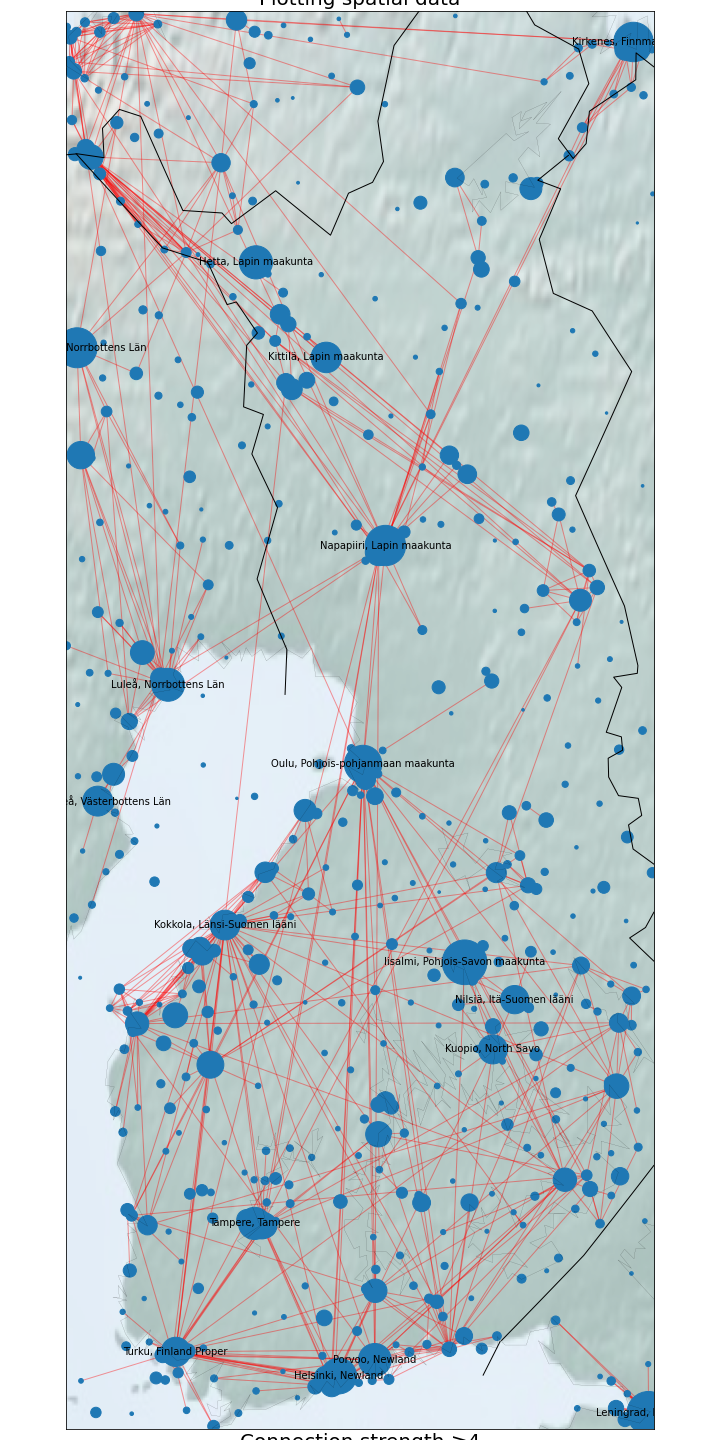 Plotting spatial data
Kirkenes, Finnma
Hetta, Lapin maakunta
Norrbottens Län
Kittilä, Lapin maakunta
Napapiiri, Lapin maakunta
Luleå, Norrbottens Län
Oulu, Pohjois-pohjanmaan maakunta
eå, Västerbottens Län
Kokkola, Länsi-Suomen lääni
Iisalmi, Pohjois-Savon maakunta
Nilsiä, Itä-Suomen lääni
Kuopio, North Savo
Tampere, Tampere
Turku, Finland Proper
Porvoo, Newland
Helsinki, Newland
Leningrad,
Connection strength ≥4